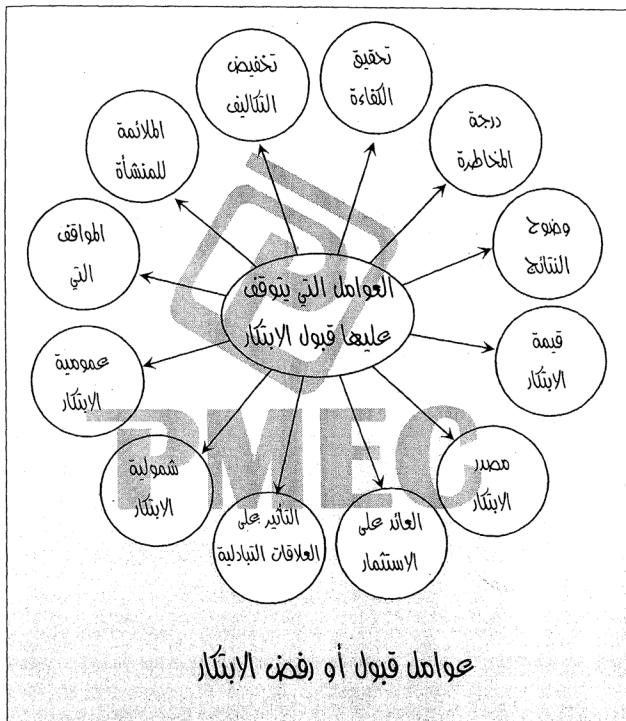 تحقيق
الكفاءة
تخفيض
التكاليف
درجة
المخاطرة
الملائمة
للمنشأة
وضوح
النتائج
المواقف
التي
العوامل التي يتوقف
عليها قبول الابتكار
قيمة
الابتكار
عمومية
الابتكار
مصدر
الابتكار
شمولية
الابتكار
العائد على
الاستثمار
التأثير على
العلاقات التبادلية
PMEC
عوامل قبول أو رفض الابتكار